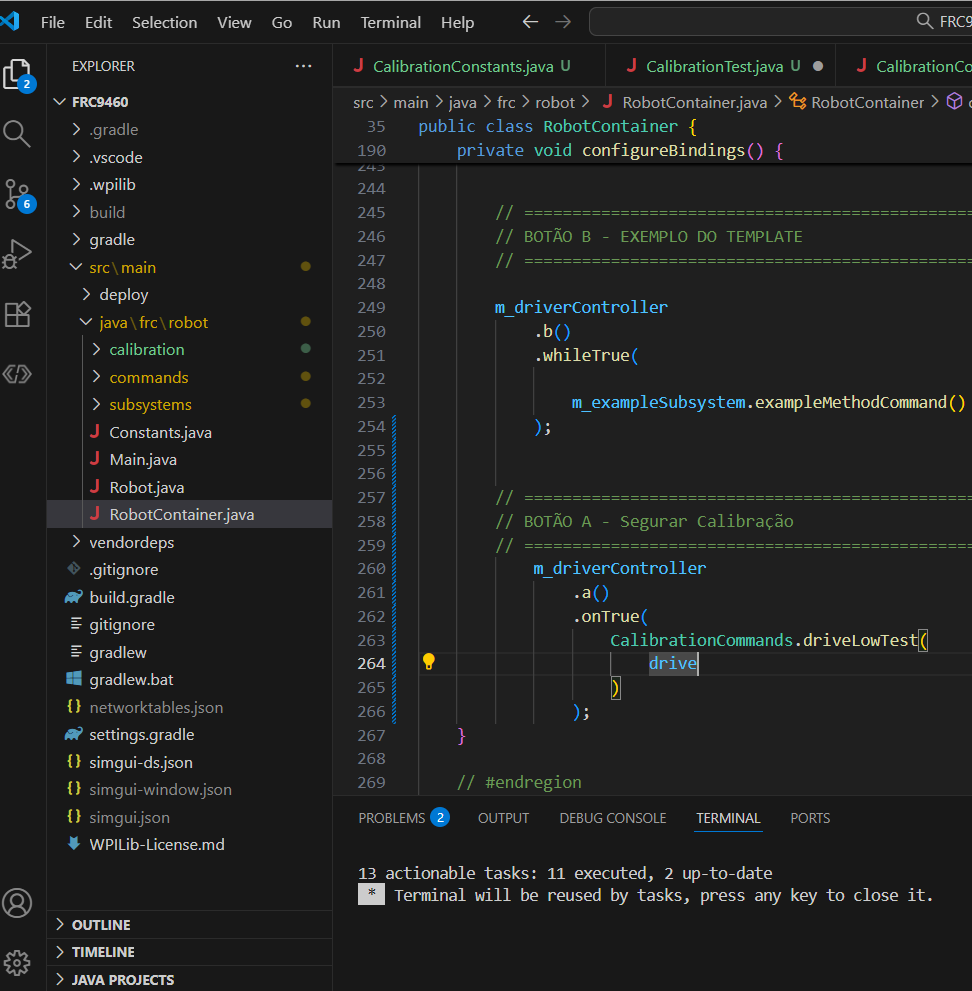 File Edit Selection View Go Run Terminal Help FRC9
EXPLORER
FRC9460
.gradle
.vscode
.wpilib
build
gradle
src\main
deploy
java\frc\robot
calibration
commands
subsystems
J Constants.java
J Main.java
J Robot.java
J RobotContainer.java
vendordeps
.gitignore
build.gradle
gitignore
gradlew
gradlew.bat
{} networktables.json
settings.gradle
{} simgui-ds.json
{} simgui-window.json
{} simgui.json
WPILib-License.md
OUTLINE
TIMELINE
JAVA PROJECTS
2
6
J CalibrationConstants.java U J CalibrationTest.java U ● J CalibrationCo
src > main > java > frc > robot > J RobotContainer.java > RobotContainer >
35 public class RobotContainer {
190 private void configureBindings() {
243
244
245 // ================================================
246 // BOTÃO B - EXEMPLO DO TEMPLATE
247 // ================================================
248
249 m_driverController
250 .b()
251 .whileTrue(
252
253 m_exampleSubsystem.exampleMethodCommand()
254 );
255
256
257 // ================================================
258 // BOTÃO A - Segurar Calibração
259 // ================================================
260 m_driverController
261 .a()
262 .onTrue(
263 CalibrationCommands.driveLowTest(
264 drive
265 )
266 );
267 }
268
269 // #endregion
PROBLEMS 2 OUTPUT DEBUG CONSOLE TERMINAL PORTS
13 actionable tasks: 11 executed, 2 up-to-date
* Terminal will be reused by tasks, press any key to close it.